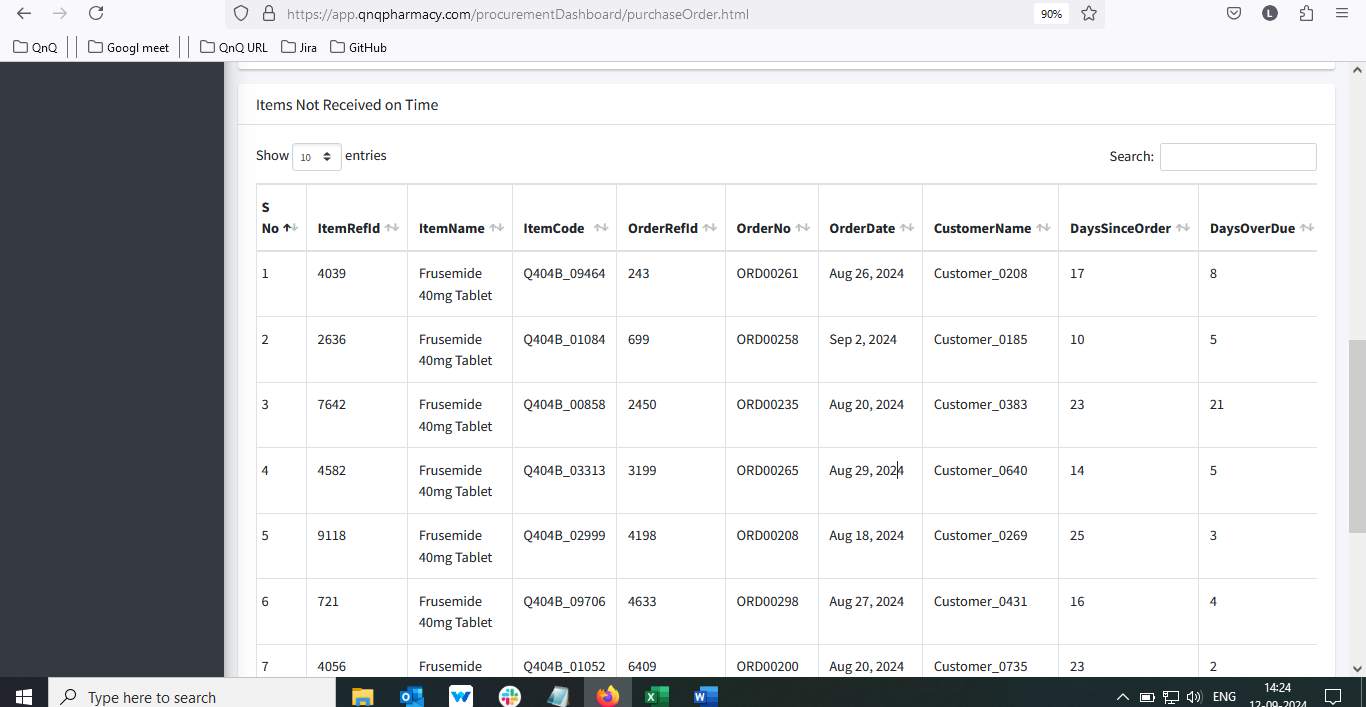 https://app.qnqpharmacy.com/procurementDashboard/purchaseOrder.html 90% L
QnQ Googl meet QnQ URL Jira GitHub
Items Not Received on Time
Show 10 entries Search:
S
No ItemRefId ItemName ItemCode OrderRefId OrderNo OrderDate CustomerName DaysSinceOrder DaysOverDue
1 4039 Frusemide Q404B_09464 243 ORD00261 Aug 26, 2024 Customer_0208 17 8
40mg Tablet
2 2636 Frusemide Q404B_01084 699 ORD00258 Sep 2, 2024 Customer_0185 10 5
40mg Tablet
3 7642 Frusemide Q404B_00858 2450 ORD00235 Aug 20, 2024 Customer_0383 23 21
40mg Tablet
4 4582 Frusemide Q404B_03313 3199 ORD00265 Aug 29, 2024 Customer_0640 14 5
40mg Tablet
5 9118 Frusemide Q404B_02999 4198 ORD00208 Aug 18, 2024 Customer_0269 25 3
40mg Tablet
6 721 Frusemide Q404B_09706 4633 ORD00298 Aug 27, 2024 Customer_0431 16 4
40mg Tablet
7 4056 Frusemide Q404B_01052 6409 ORD00200 Aug 20, 2024 Customer_0735 23 2
Type here to search ENG 14:24
12-09-2024